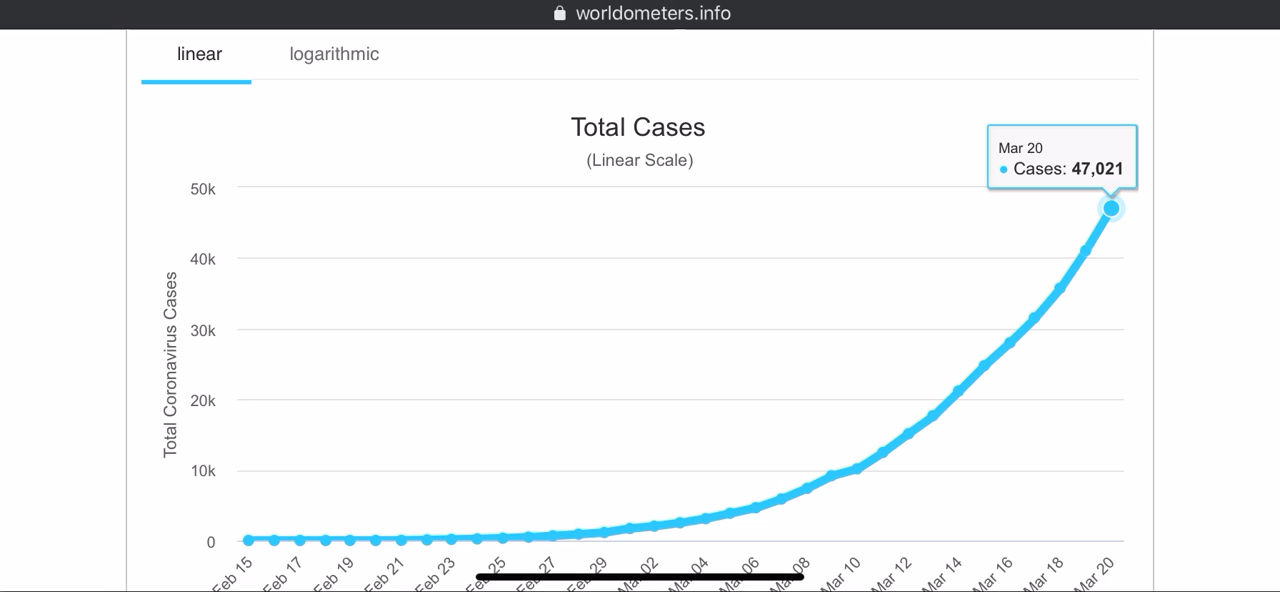 worldometers.info
linear
logarithmic
Total Cases
(Linear Scale)
Mar 20
Cases: 47,021
Total Coronavirus Cases
50k
40k
30k
20k
10k
0
Feb 15
Feb 17
Feb 19
Feb 21
Feb 23
Feb 25
Feb 27
Feb 29
Mar 02
Mar 04
Mar 06
Mar 08
Mar 10
Mar 12
Mar 14
Mar 16
Mar 18
Mar 20